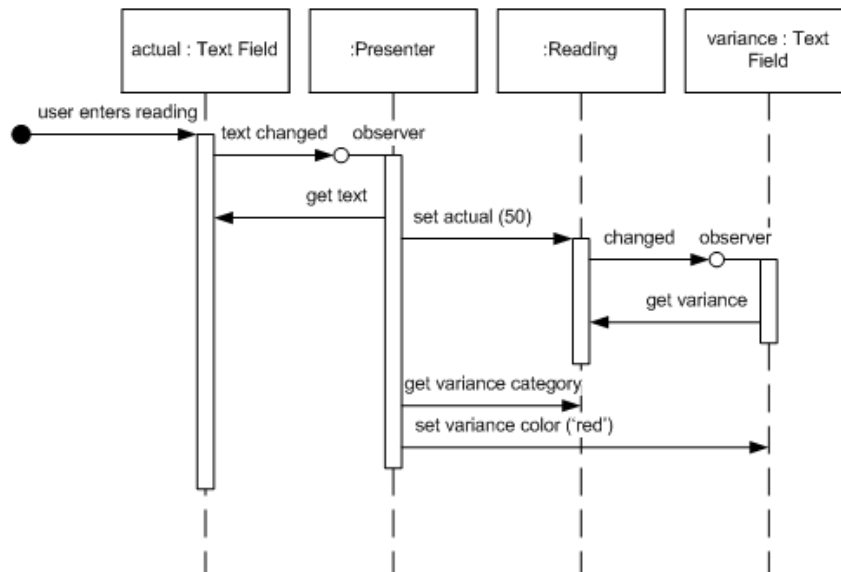 actual : Text Field
:Presenter
:Reading
variance : Text
Field
user enters reading
text changed
observer
get text
set actual (50)
changed
observer
get variance
get variance category
set variance color (‘red’)